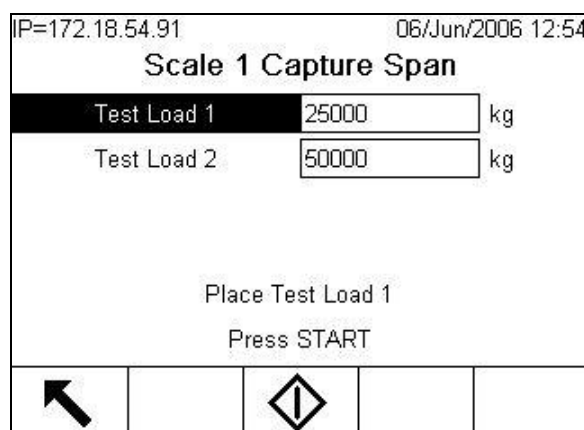 IP=172.18.54.91 06/Jun/2006 12:54
Scale 1 Capture Span
Test Load 1 25000 kg
Test Load 2 50000 kg
Place Test Load 1
Press START